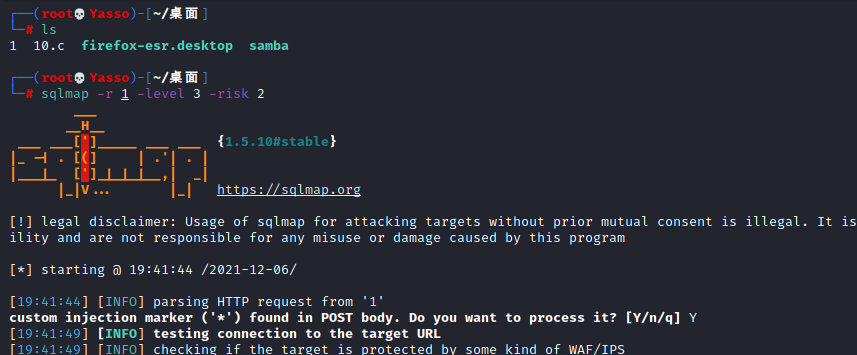 ┌──(root💀Yasso)-[~/桌面]
└─# ls
1  10.c  firefox-esr.desktop  samba
┌──(root💀Yasso)-[~/桌面]
└─# sqlmap -r 1 -level 3 -risk 2
        ___
       __H__
 ___ ___[']_____ ___ ___  {1.5.10#stable}
|_ -| . [(]     | .'| . |
|___|_  [']_|_|_|__,|  _|
      |_|V...       |_|   https://sqlmap.org
[!] legal disclaimer: Usage of sqlmap for attacking targets without prior mutual consent is illegal. It is
ility and are not responsible for any misuse or damage caused by this program
[*] starting @ 19:41:44 /2021-12-06/
[19:41:44] [INFO] parsing HTTP request from '1'
custom injection marker ('*') found in POST body. Do you want to process it? [Y/n/q] Y
[19:41:49] [INFO] testing connection to the target URL
[19:41:49] [INFO] checking if the target is protected by some kind of WAF/IPS